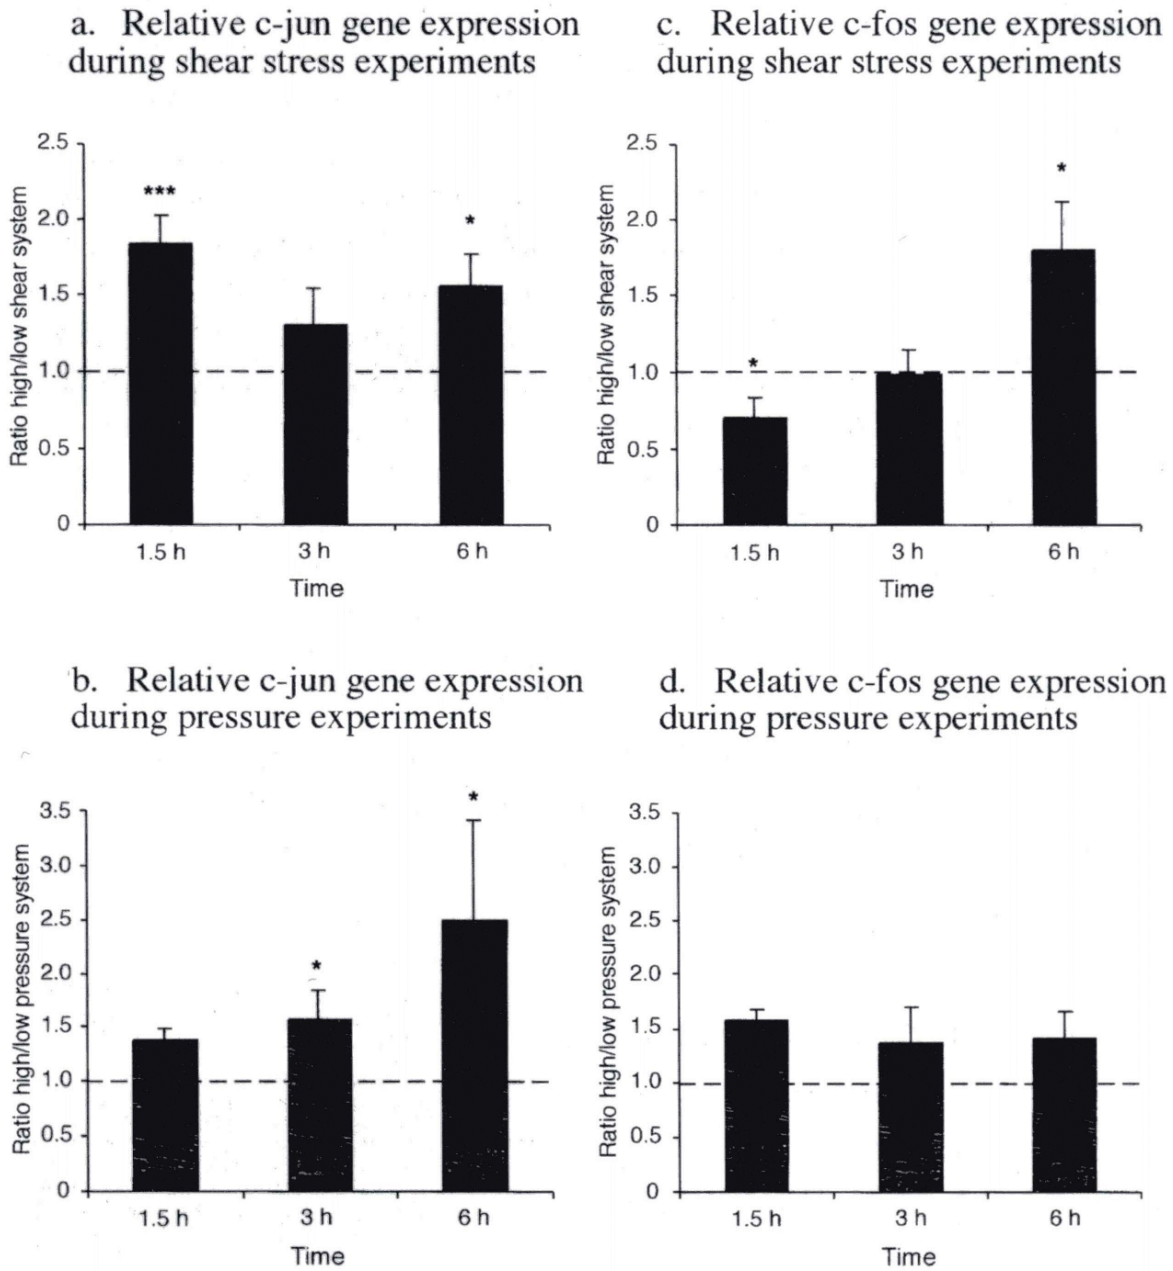 a. Relative c-jun gene expression
during shear stress experiments
2.5
2.0
1.5
1.0
0.5
0
Ratio high/low shear system
***
*
1.5 h
3 h
6 h
Time
c. Relative c-fos gene expression
during shear stress experiments
2.5
2.0
1.5
1.0
0.5
0
Ratio high/low shear system
*
*
1.5 h
3 h
6 h
Time
b. Relative c-jun gene expression
during pressure experiments
3.5
3.0
2.5
2.0
1.5
1.0
0.5
0
Ratio high/low pressure system
*
*
1.5 h
3 h
6 h
Time
d. Relative c-fos gene expression
during pressure experiments
3.5
3.0
2.5
2.0
1.5
1.0
0.5
0
Ratio high/low pressure system
1.5 h
3 h
6 h
Time